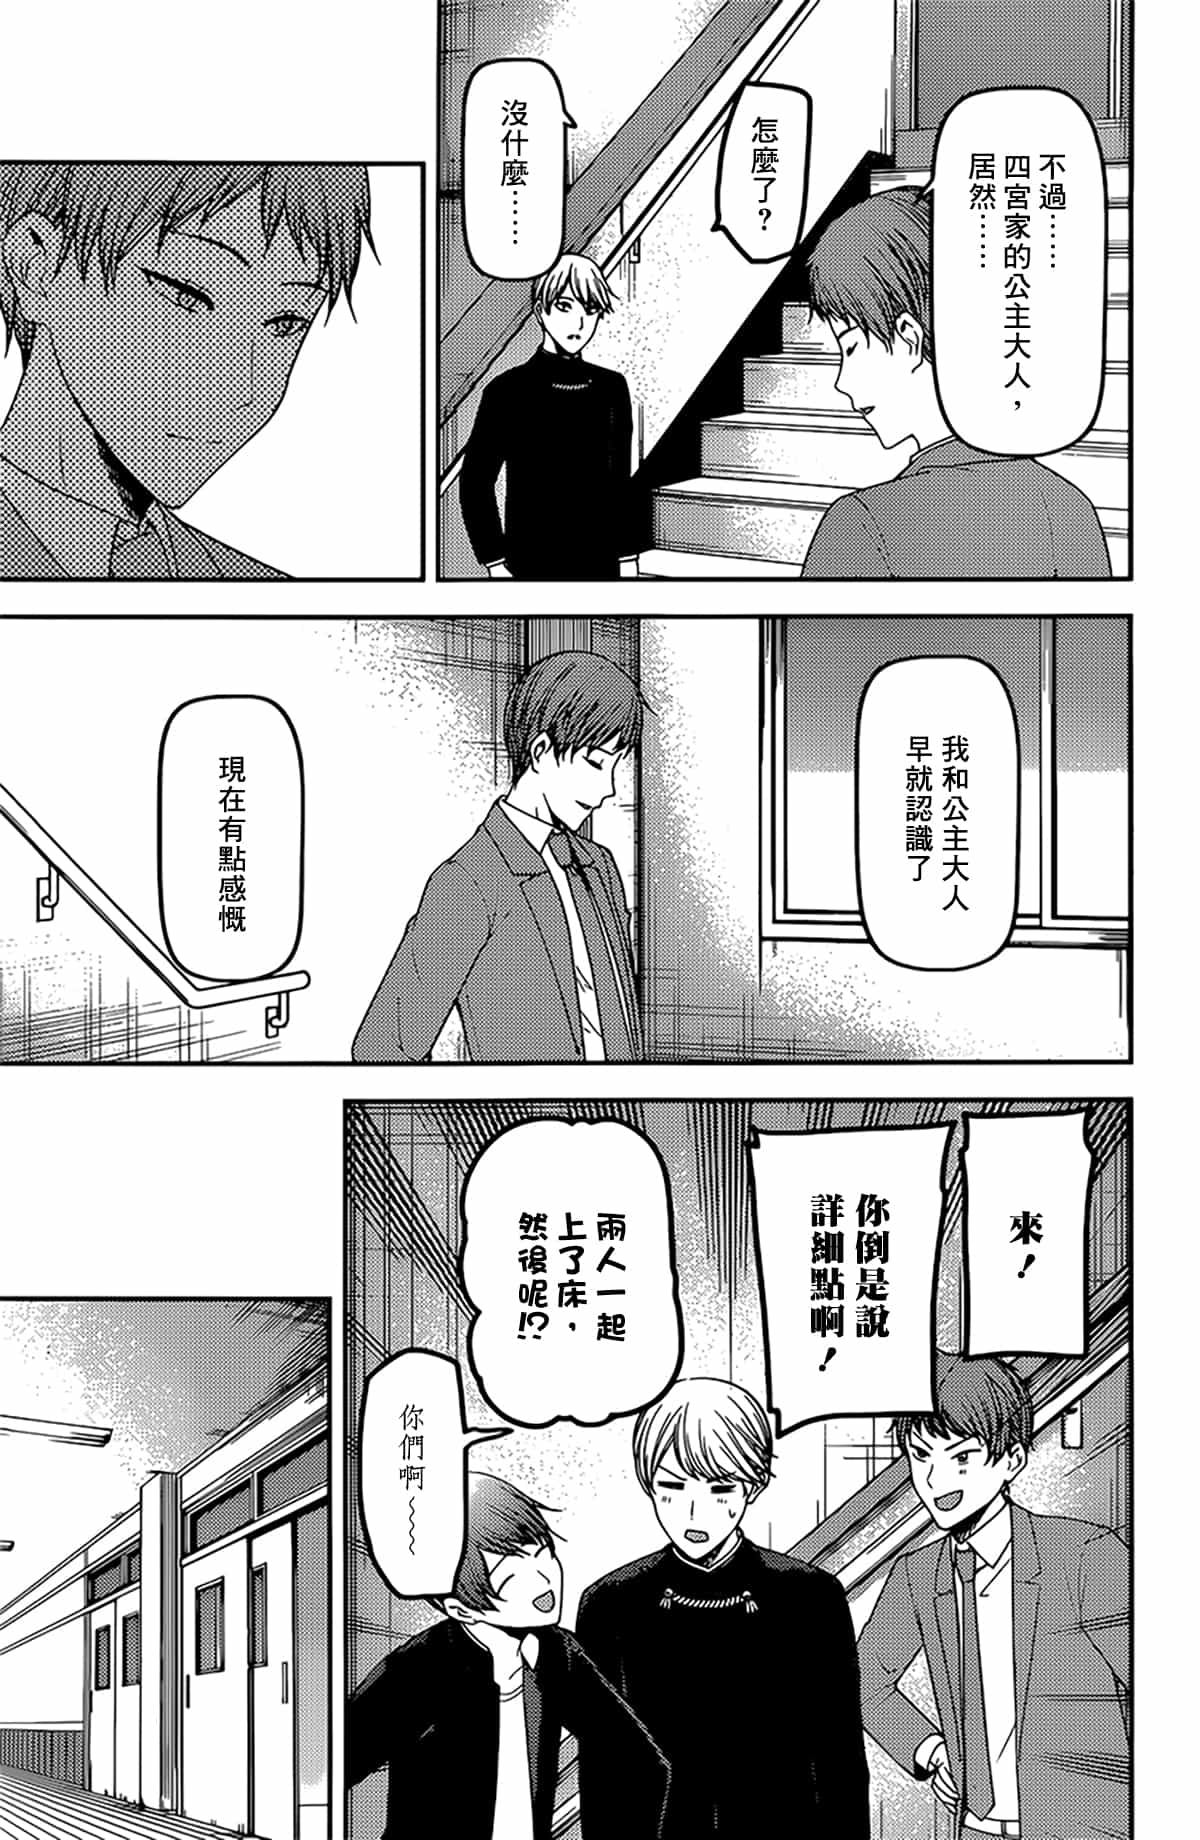 不過……
四宮家的公主大人，
居然……
怎麼了?
沒什麼……
我和公主大人
早就認識了
現在有點感慨
來！
你倒是說
詳細點啊！
兩人一起
上了床，
然後呢!?
你們啊～～